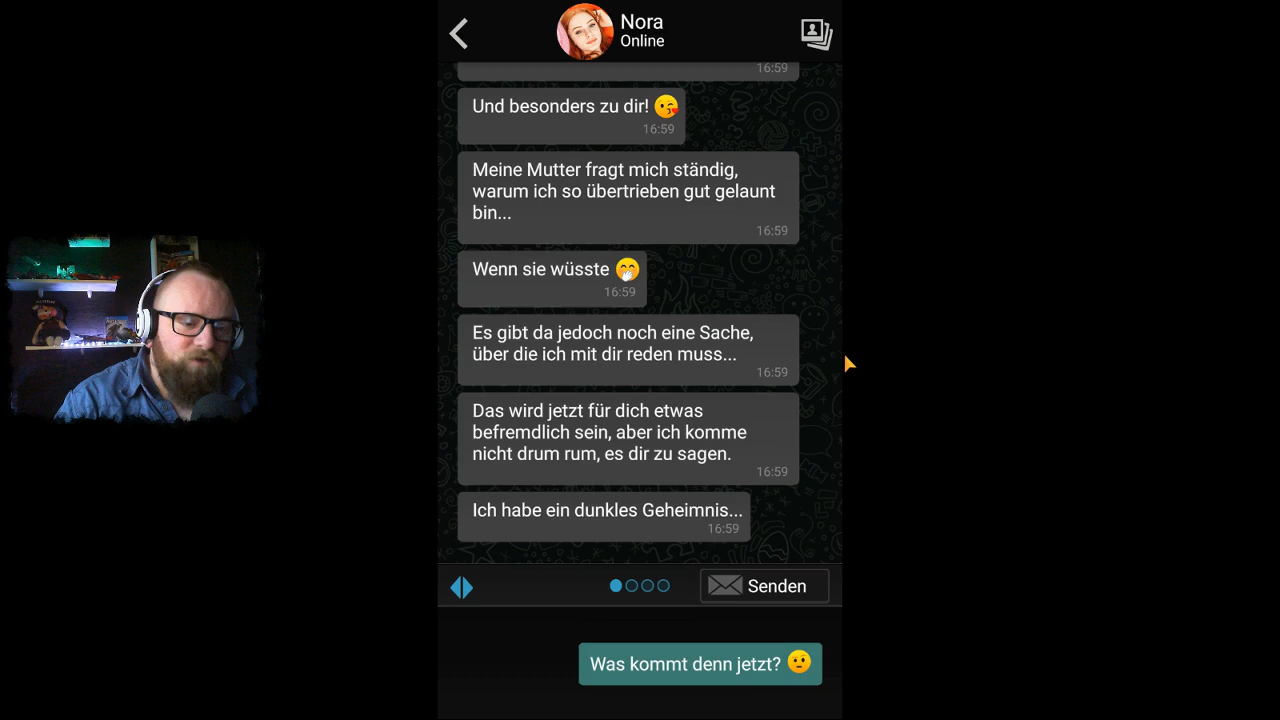 Nora
Online
16:59
Und besonders zu dir! 😘
16:59
Meine Mutter fragt mich ständig,
warum ich so übertrieben gut gelaunt
bin...
16:59
Wenn sie wüsste 🤭
16:59
Es gibt da jedoch noch eine Sache,
über die ich mit dir reden muss...
16:59
Das wird jetzt für dich etwas
befremdlich sein, aber ich komme
nicht drum rum, es dir zu sagen.
16:59
Ich habe ein dunkles Geheimnis...
16:59
Senden
Was kommt denn jetzt? 🤨